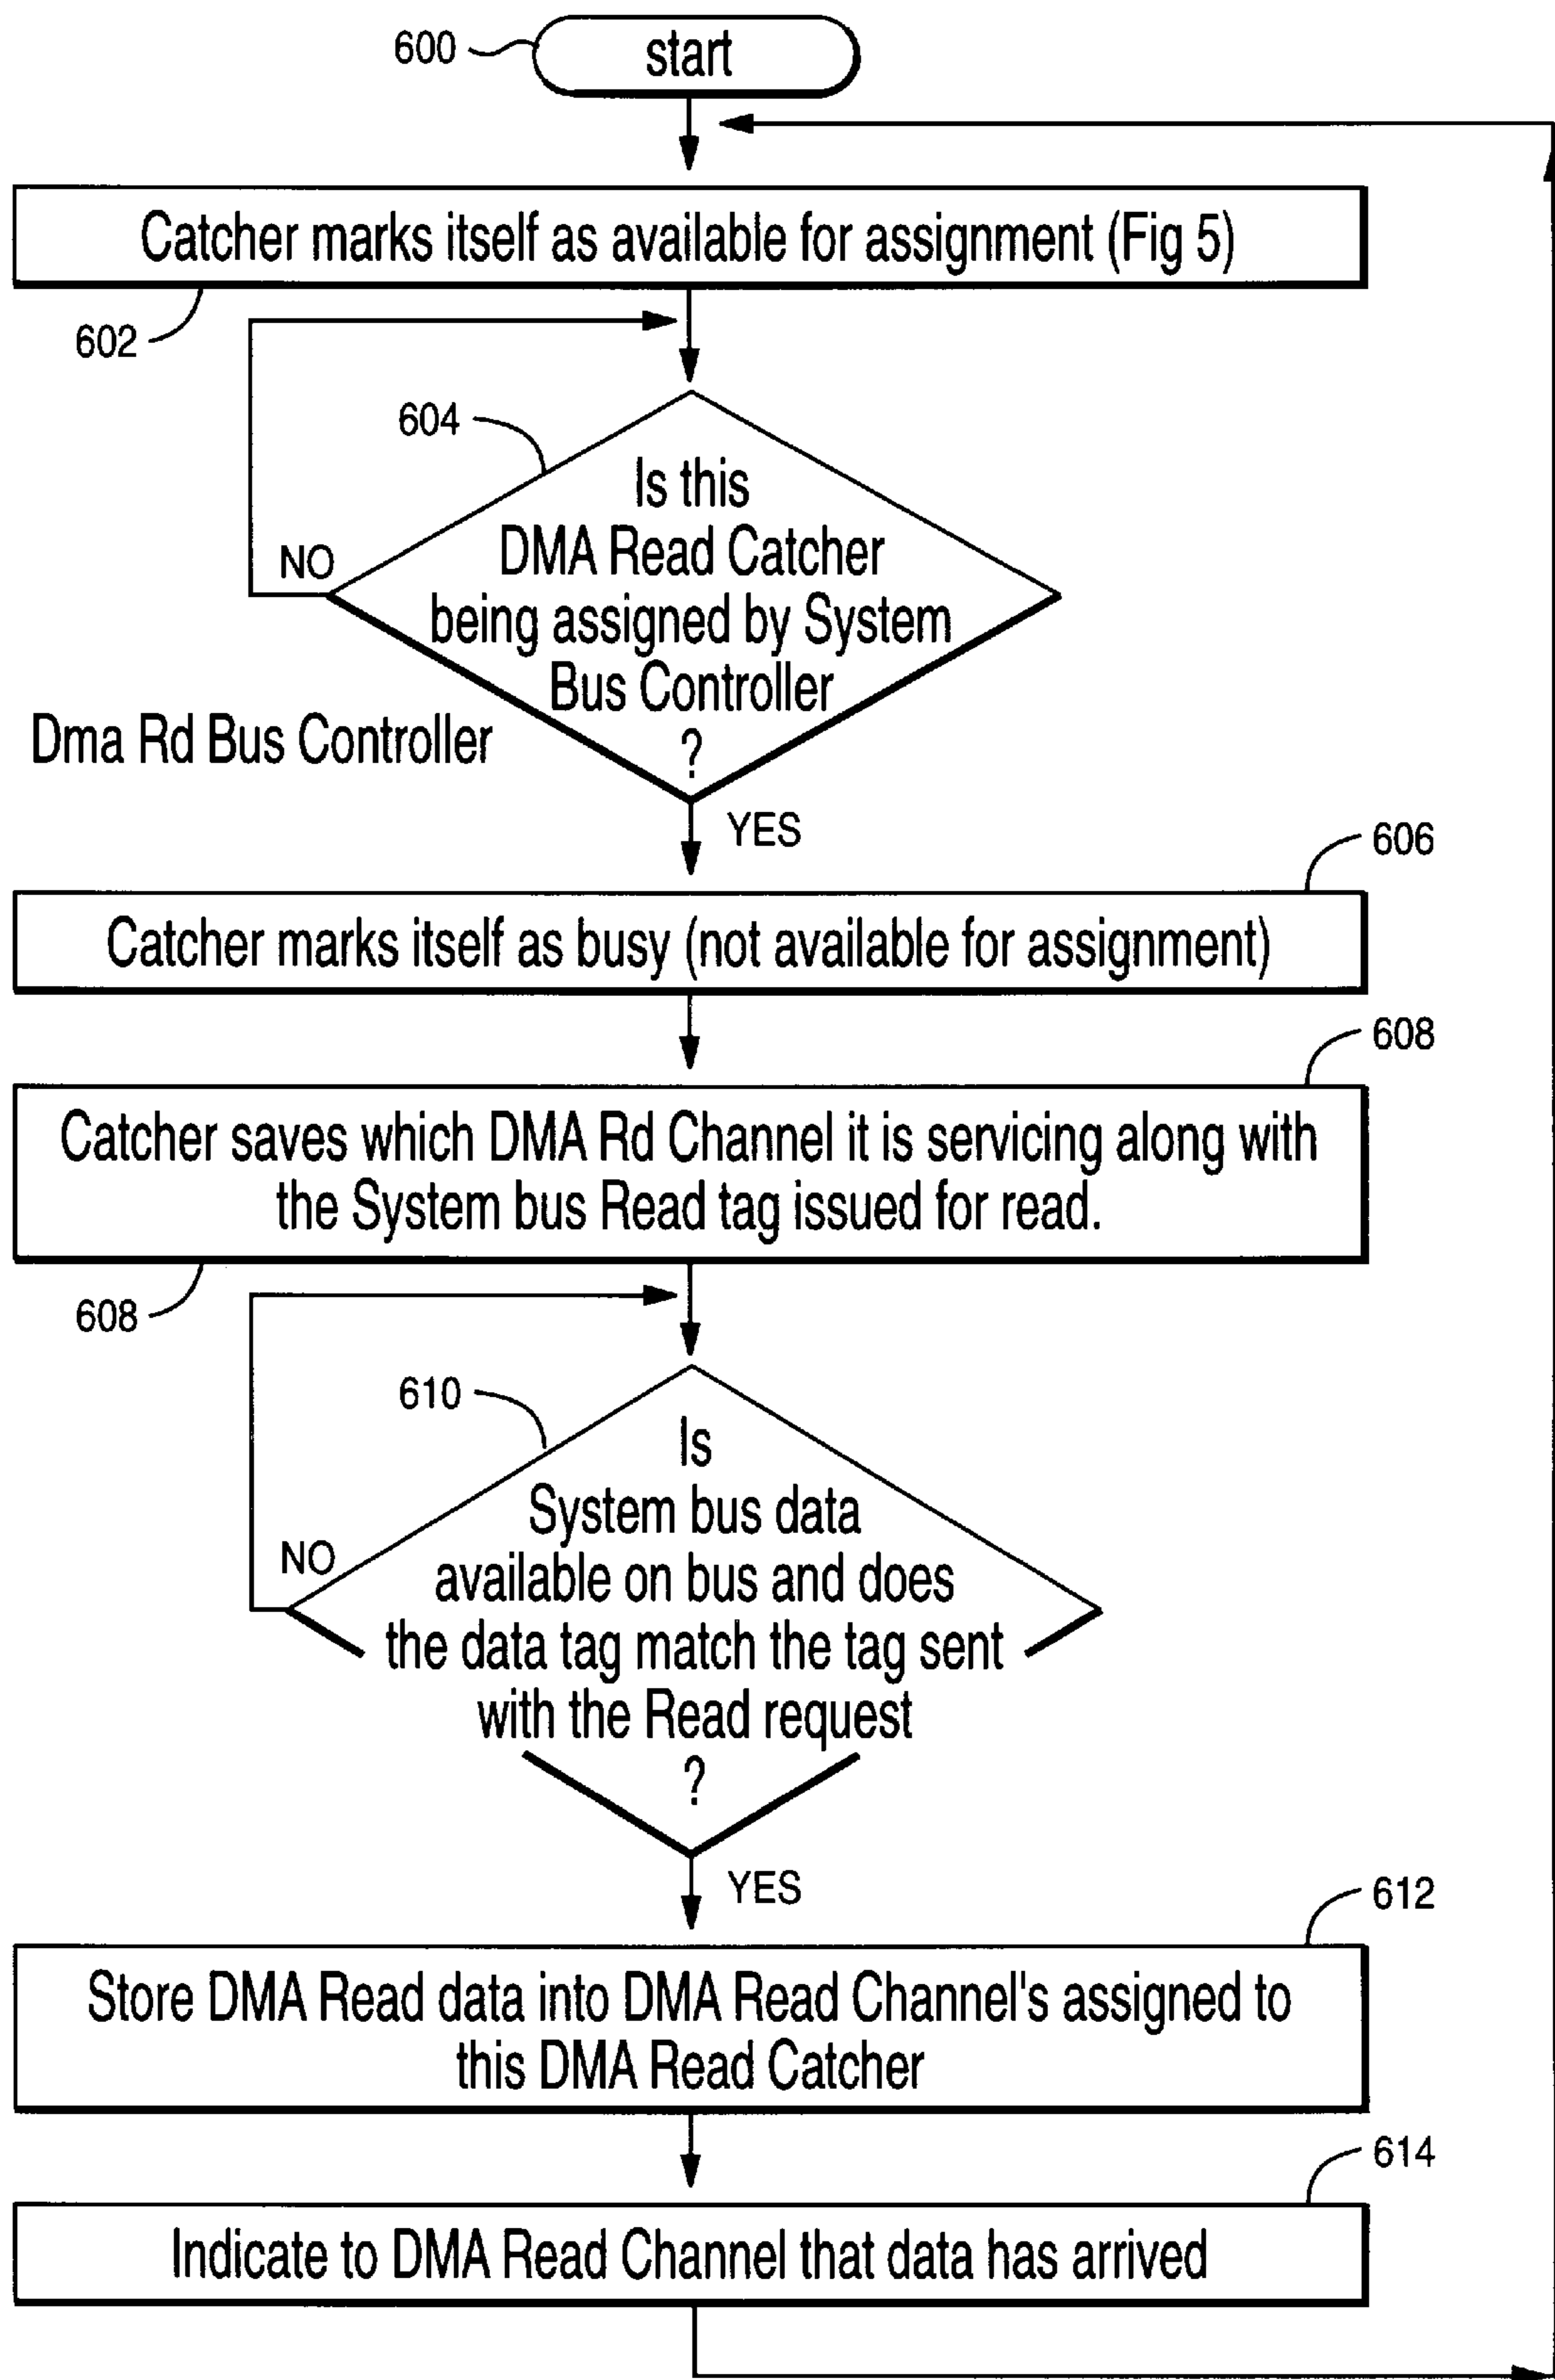 600
start
Catcher marks itself as available for assignment (Fig 5)
602
604
Is this
DMA Read Catcher
being assigned by System
Bus Controller
?
NO
Dma Rd Bus Controller
YES
606
Catcher marks itself as busy (not available for assignment)
608
Catcher saves which DMA Rd Channel it is servicing along with
the System bus Read tag issued for read.
608
610
Is
System bus data
available on bus and does
the data tag match the tag sent
with the Read request
?
NO
YES
612
Store DMA Read data into DMA Read Channel's assigned to
this DMA Read Catcher
614
Indicate to DMA Read Channel that data has arrived